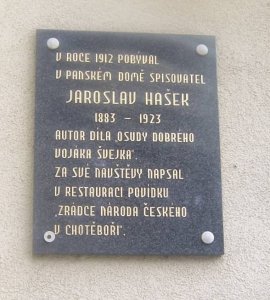 V ROCE 1912 POBÝVAL
V PANSKÉM DOMĚ SPISOVATEL
JAROSLAV HAŠEK
1883 – 1923
AUTOR DÍLA „OSUDY DOBRÉHO
VOJÁKA ŠVEJKA".
ZA SVÉ NÁVŠTĚVY NAPSAL
V RESTAURACI POVÍDKU
„ZRÁDCE NÁRODA ČESKÉHO
V CHOTĚBOŘI".